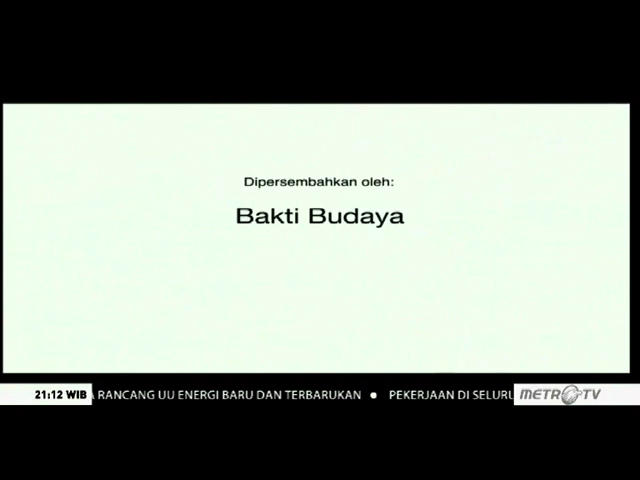 Dipersembahkan oleh:
Bakti Budaya
21:12 WIB
A RANCANG UU ENERGI BARU DAN TERBARUKAN ● PEKERJAAN DI SELURU
METRO TV